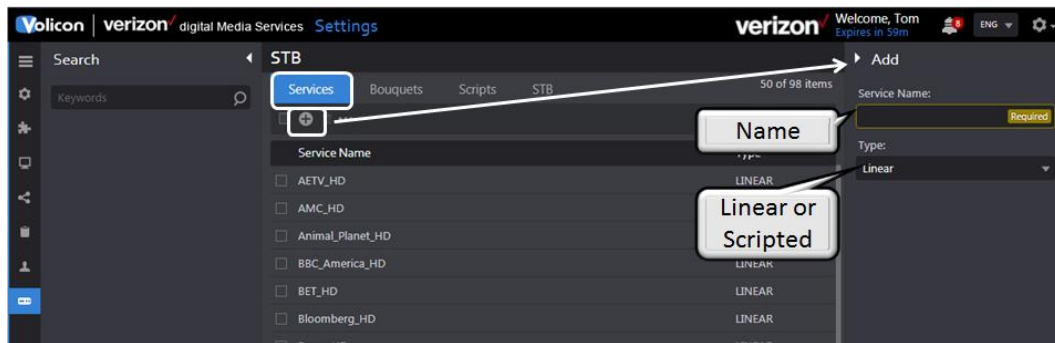 Volicon verizon digital Media Services Settings
verizon Welcome, Tom
Expires in 59m
8
ENG
Search
Keywords
STB
Services Bouquets Scripts STB
50 of 98 items
Service Name
AETV_HD LINEAR
AMC_HD
Animal_Planet_HD
BBC_America_HD LINEAR
BET_HD LINEAR
Bloomberg_HD LINEAR
Add
Service Name:
Required
Type:
Linear
Name
Linear or
Scripted